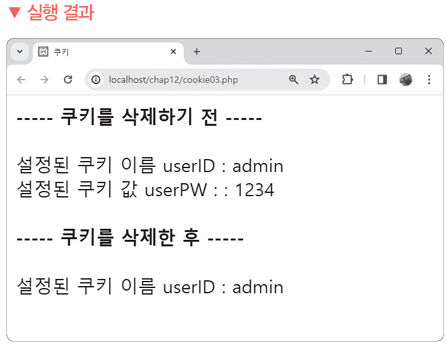 ▼ 실행 결과
쿠키
localhost/chap12/cookie03.php
----- 쿠키를 삭제하기 전 -----
설정된 쿠키 이름 userID : admin
설정된 쿠키 값 userPW : : 1234
----- 쿠키를 삭제한 후 -----
설정된 쿠키 이름 userID : admin